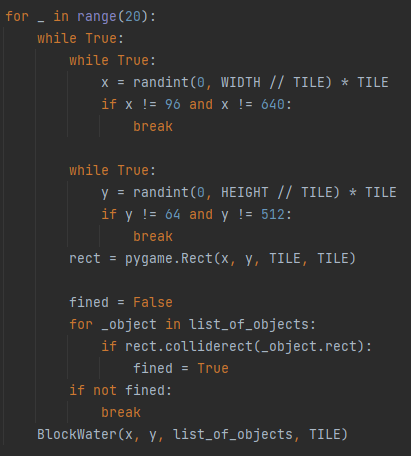 for _ in range(20):
    while True:
        while True:
            x = randint(0, WIDTH // TILE) * TILE
            if x != 96 and x != 640:
                break

        while True:
            y = randint(0, HEIGHT // TILE) * TILE
            if y != 64 and y != 512:
                break
        rect = pygame.Rect(x, y, TILE, TILE)

        fined = False
        for _object in list_of_objects:
            if rect.colliderect(_object.rect):
                fined = True
        if not fined:
            break
    BlockWater(x, y, list_of_objects, TILE)